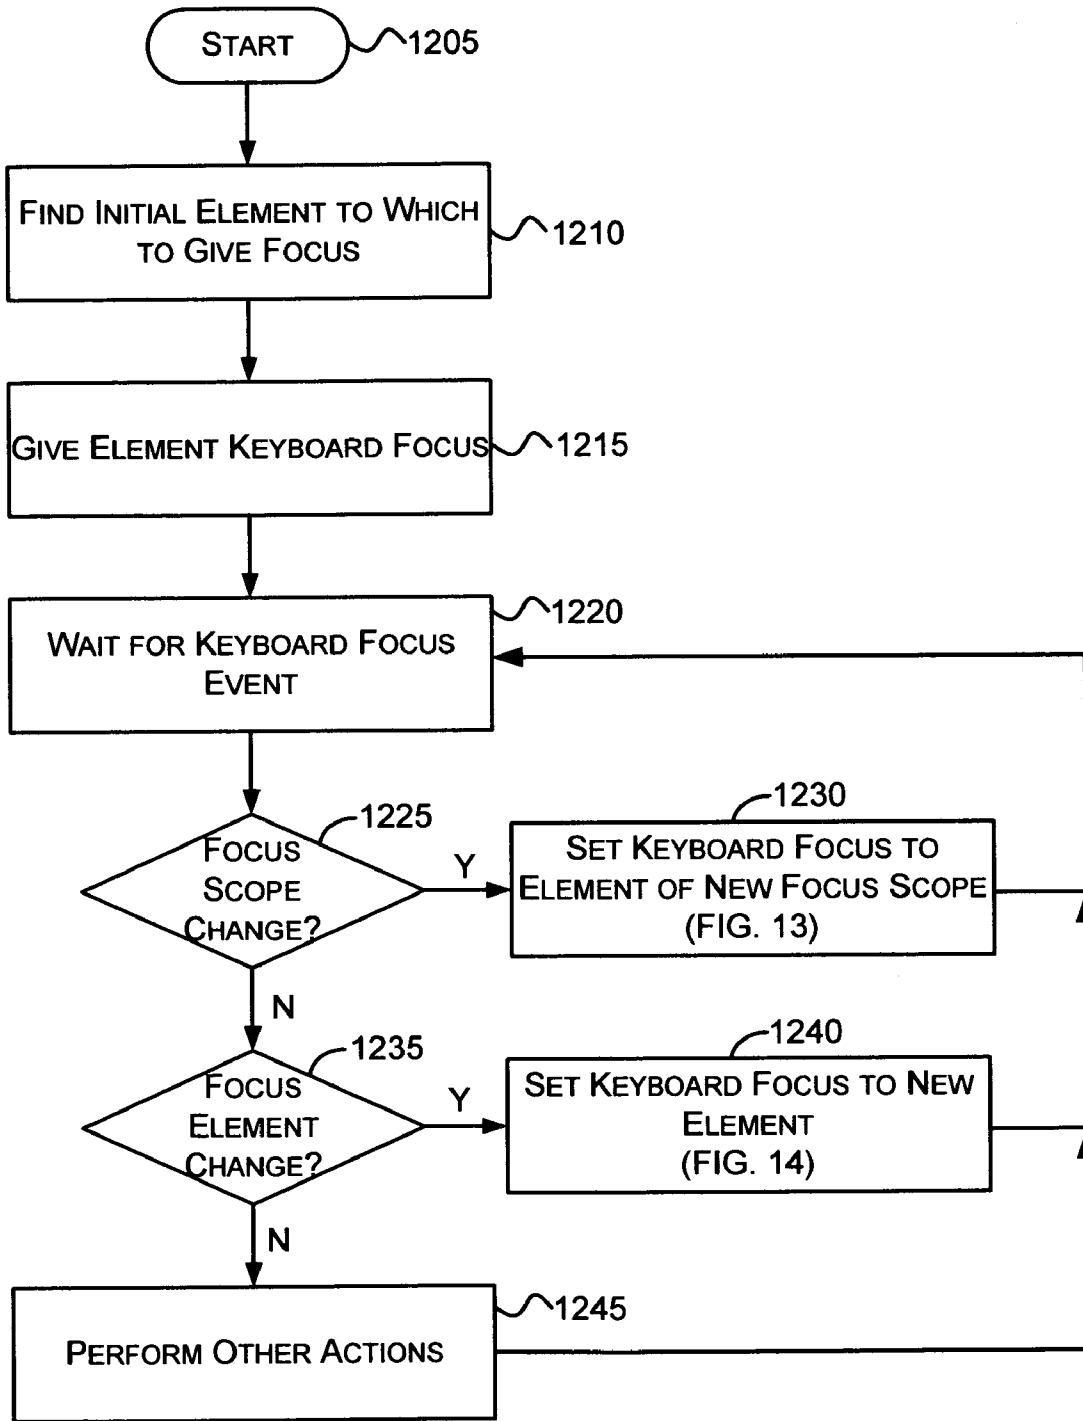 START
1205
FIND INITIAL ELEMENT TO WHICH
TO GIVE FOCUS
1210
GIVE ELEMENT KEYBOARD FOCUS
1215
1220
WAIT FOR KEYBOARD FOCUS
EVENT
1225
FOCUS
SCOPE
CHANGE?
Y
1230
SET KEYBOARD FOCUS TO
ELEMENT OF NEW FOCUS SCOPE
(FIG. 13)
N
1235
FOCUS
ELEMENT
CHANGE?
Y
1240
SET KEYBOARD FOCUS TO NEW
ELEMENT
(FIG. 14)
N
1245
PERFORM OTHER ACTIONS